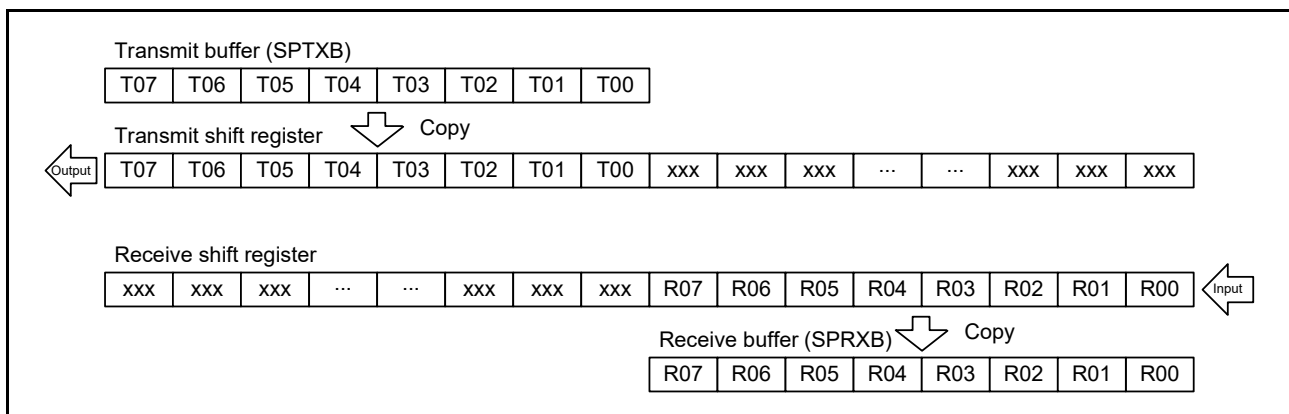 Transmit buffer (SPTXB)
T07 T06 T05 T04 T03 T02 T01 T00
Copy
Transmit shift register
Output T07 T06 T05 T04 T03 T02 T01 T00 xxx xxx xxx ... ... xxx xxx xxx
Receive shift register
xxx xxx xxx ... ... xxx xxx xxx R07 R06 R05 R04 R03 R02 R01 R00 Input
Receive buffer (SPRXB) Copy
R07 R06 R05 R04 R03 R02 R01 R00